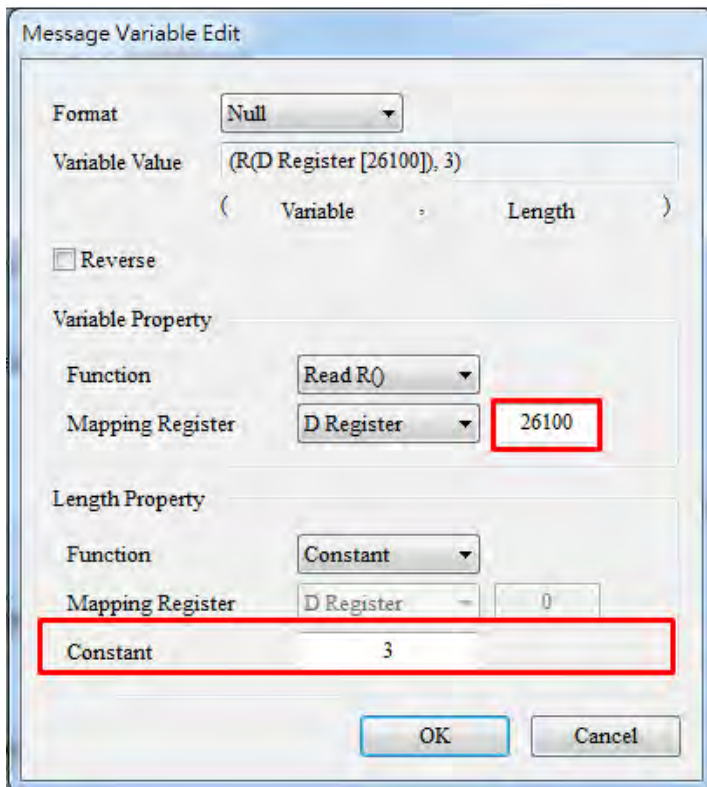 Message Variable Edit
Format Null
Variable Value (R(D Register [26100]), 3)
( Variable , Length )
Reverse
Variable Property
Function Read R()
Mapping Register D Register 26100
Length Property
Function Constant
Mapping Register D Register 0
Constant 3
OK Cancel